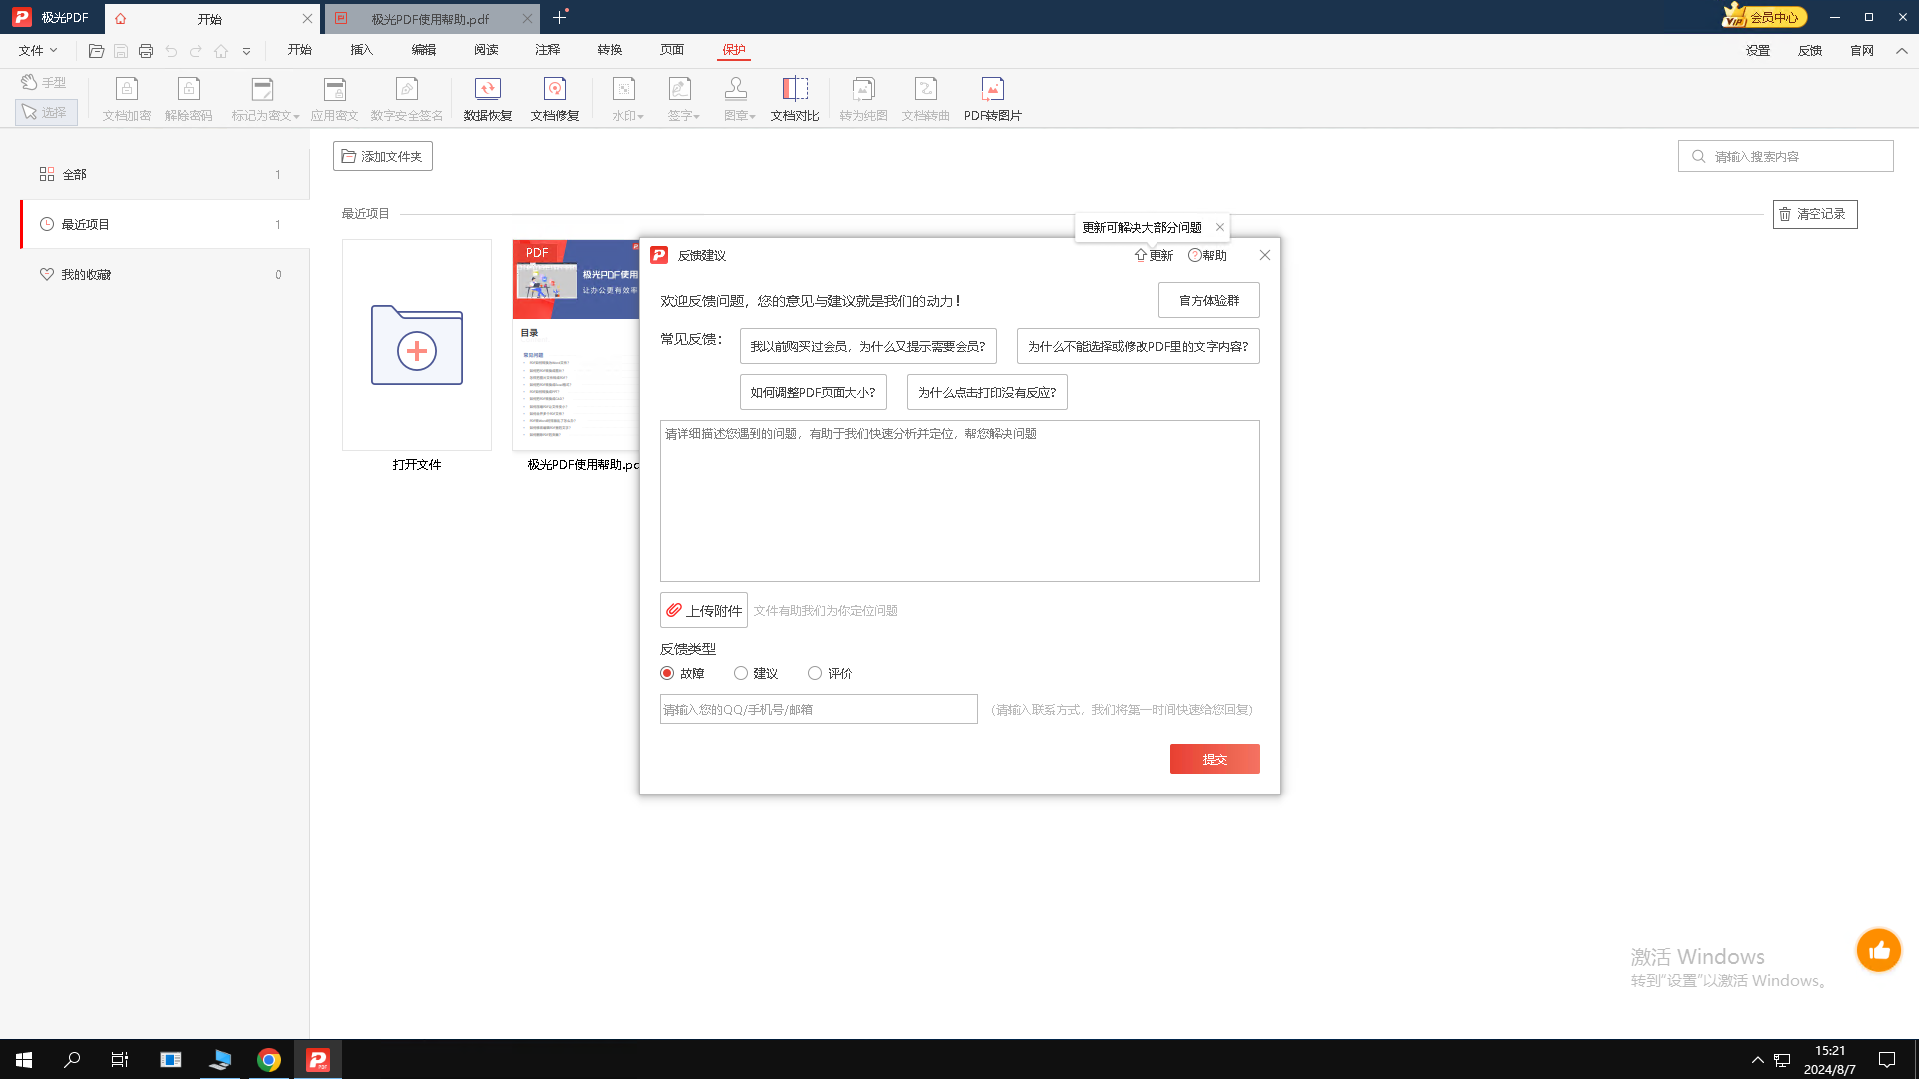 极光PDF
开始
极光PDF使用帮助.pdf
VIP 会员中心
文件
开始
插入
编辑
阅读
注释
转换
页面
保护
设置
反馈
官网
手型
选择
文档加密
解除密码
标记为密文
应用密文
数字安全签名
数据恢复
文档修复
水印
签字
图章
文档对比
转为纯图
文档转曲
PDF转图片
全部 1
最近项目 1
我的收藏 0
添加文件夹
请输入搜索内容
最近项目
清空记录
打开文件
PDF
极光PDF使用
让办公更有效率
目录
常见问题
极光PDF使用帮助.pd
更新可解决大部分问题
反馈建议
更新
帮助
欢迎反馈问题，您的意见与建议就是我们的动力！
官方体验群
常见反馈：
我以前购买过会员，为什么又提示需要会员?
为什么不能选择或修改PDF里的文字内容?
如何调整PDF页面大小?
为什么点击打印没有反应?
请详细描述您遇到的问题，有助于我们快速分析并定位，帮您解决问题
上传附件
文件有助我们为你定位问题
反馈类型
故障
建议
评价
请输入您的QQ/手机号/邮箱
(请输入联系方式，我们将第一时间快速给您回复)
提交
激活 Windows
转到"设置"以激活 Windows。
15:21
2024/8/7